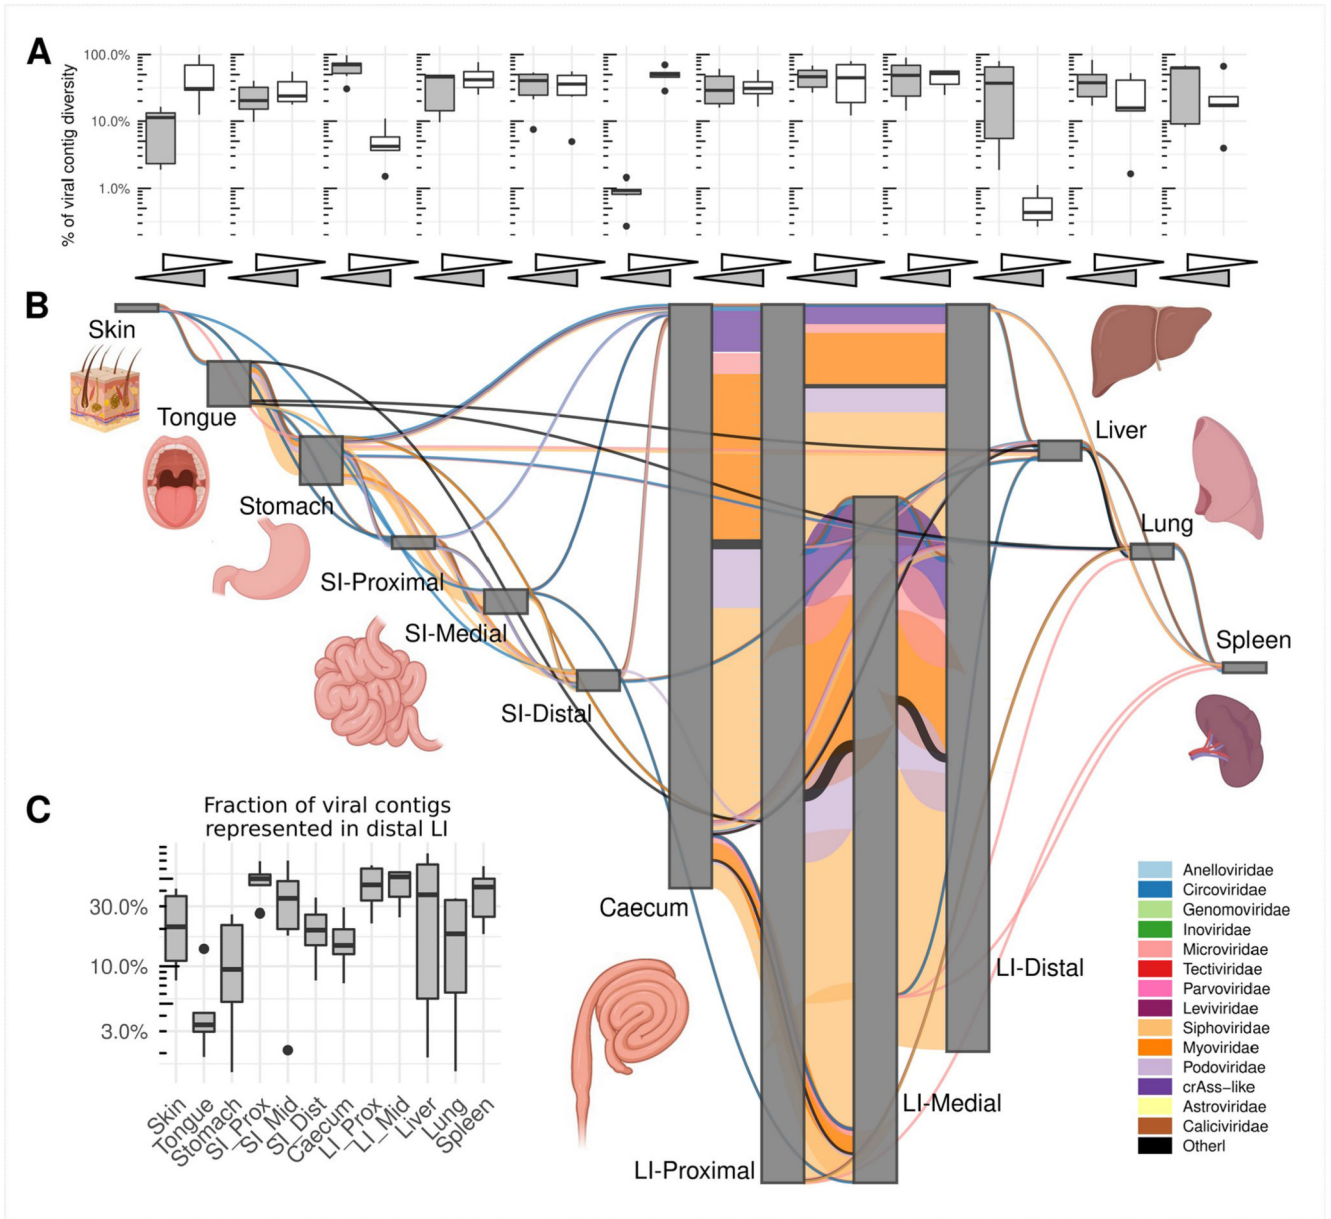 A
% of viral contig diversity
100.0%
10.0%
1.0%
B
Skin
Tongue
Stomach
SI-Proximal
SI-Medial
SI-Distal
Caecum
LI-Proximal
LI-Medial
LI-Distal
Liver
Lung
Spleen
C
Fraction of viral contigs
represented in distal LI
30.0%
10.0%
3.0%
Skin
Tongue
Stomach
SI_Prox
SI_Mid
SI_Dist
Caecum
LI_Prox
LI_Mid
Liver
Lung
Spleen
Anelloviridae
Circoviridae
Genomoviridae
Inoviridae
Microviridae
Tectiviridae
Parvoviridae
Leviviridae
Siphoviridae
Myoviridae
Podoviridae
crAss-like
Astroviridae
Caliciviridae
Otherl